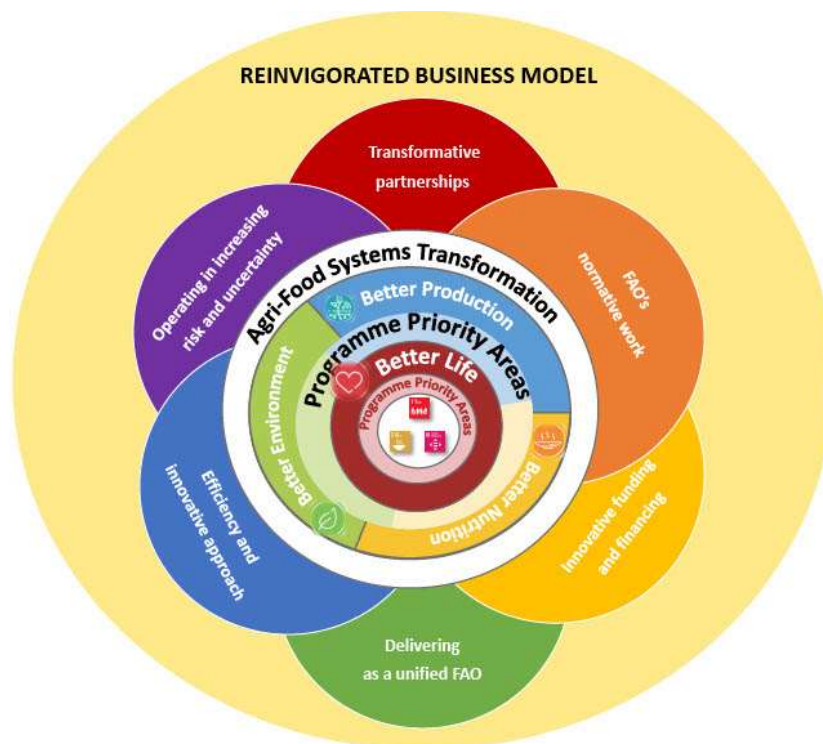 REINVIGORATED BUSINESS MODEL
Transformative
partnerships
Operating in increasing
risk and uncertainty
FAO's
normative work
Agri-Food Systems Transformation
Better Production
Programme Priority Areas
Better Life
Programme Priority Areas
Better Environment
Better Nutrition
Efficiency and
innovative approach
Innovative funding
and financing
Delivering
as a unified FAO